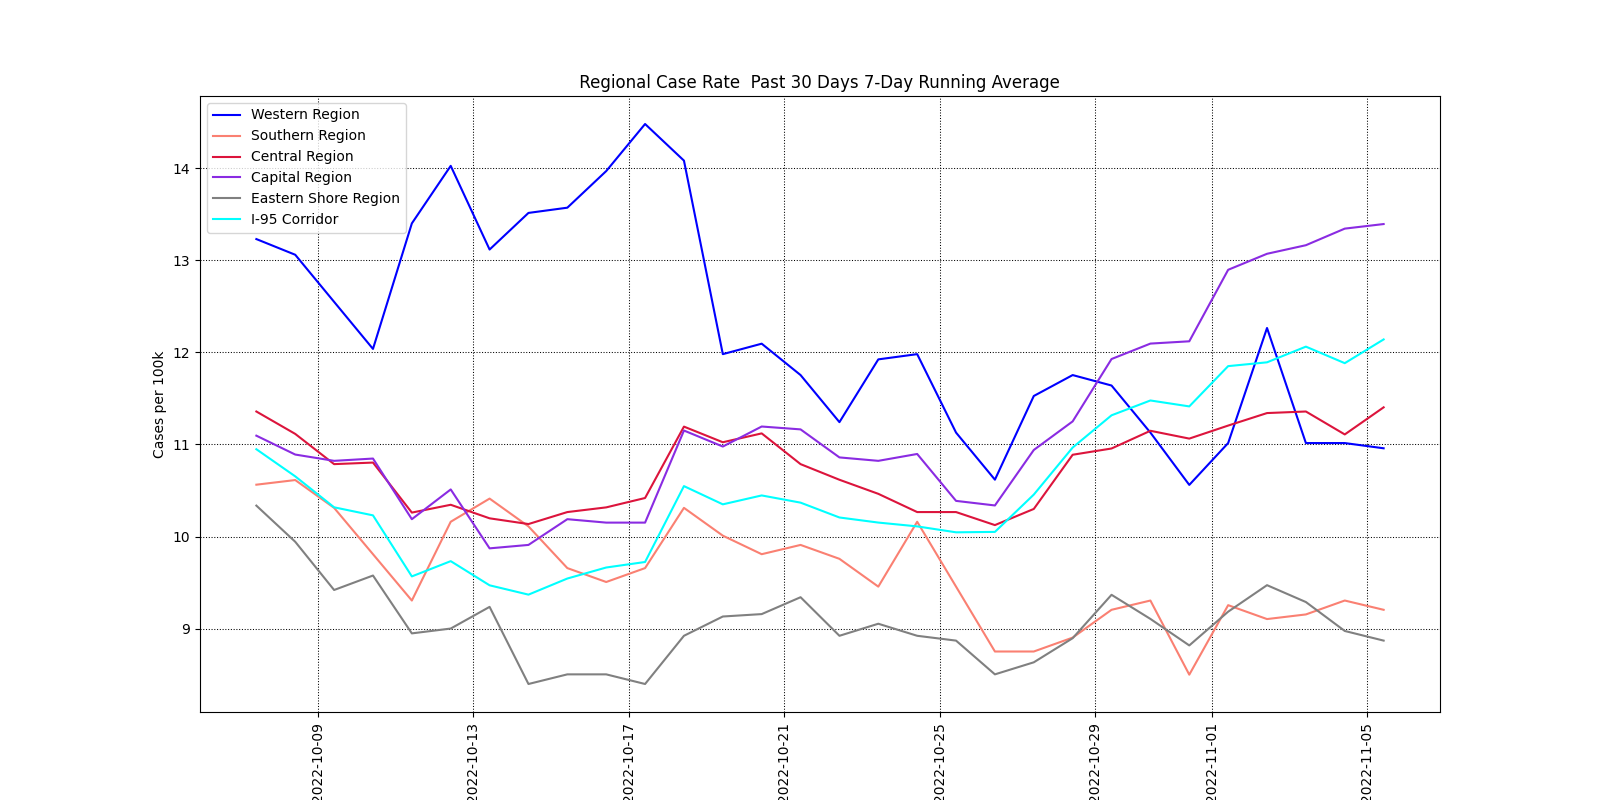 Regional Case Rate  Past 30 Days 7-Day Running Average
Western Region
Southern Region
Central Region
Capital Region
Eastern Shore Region
I-95 Corridor
Cases per 100k
14
13
12
11
10
9
2022-10-09
2022-10-13
2022-10-17
2022-10-21
2022-10-25
2022-10-29
2022-11-01
2022-11-05